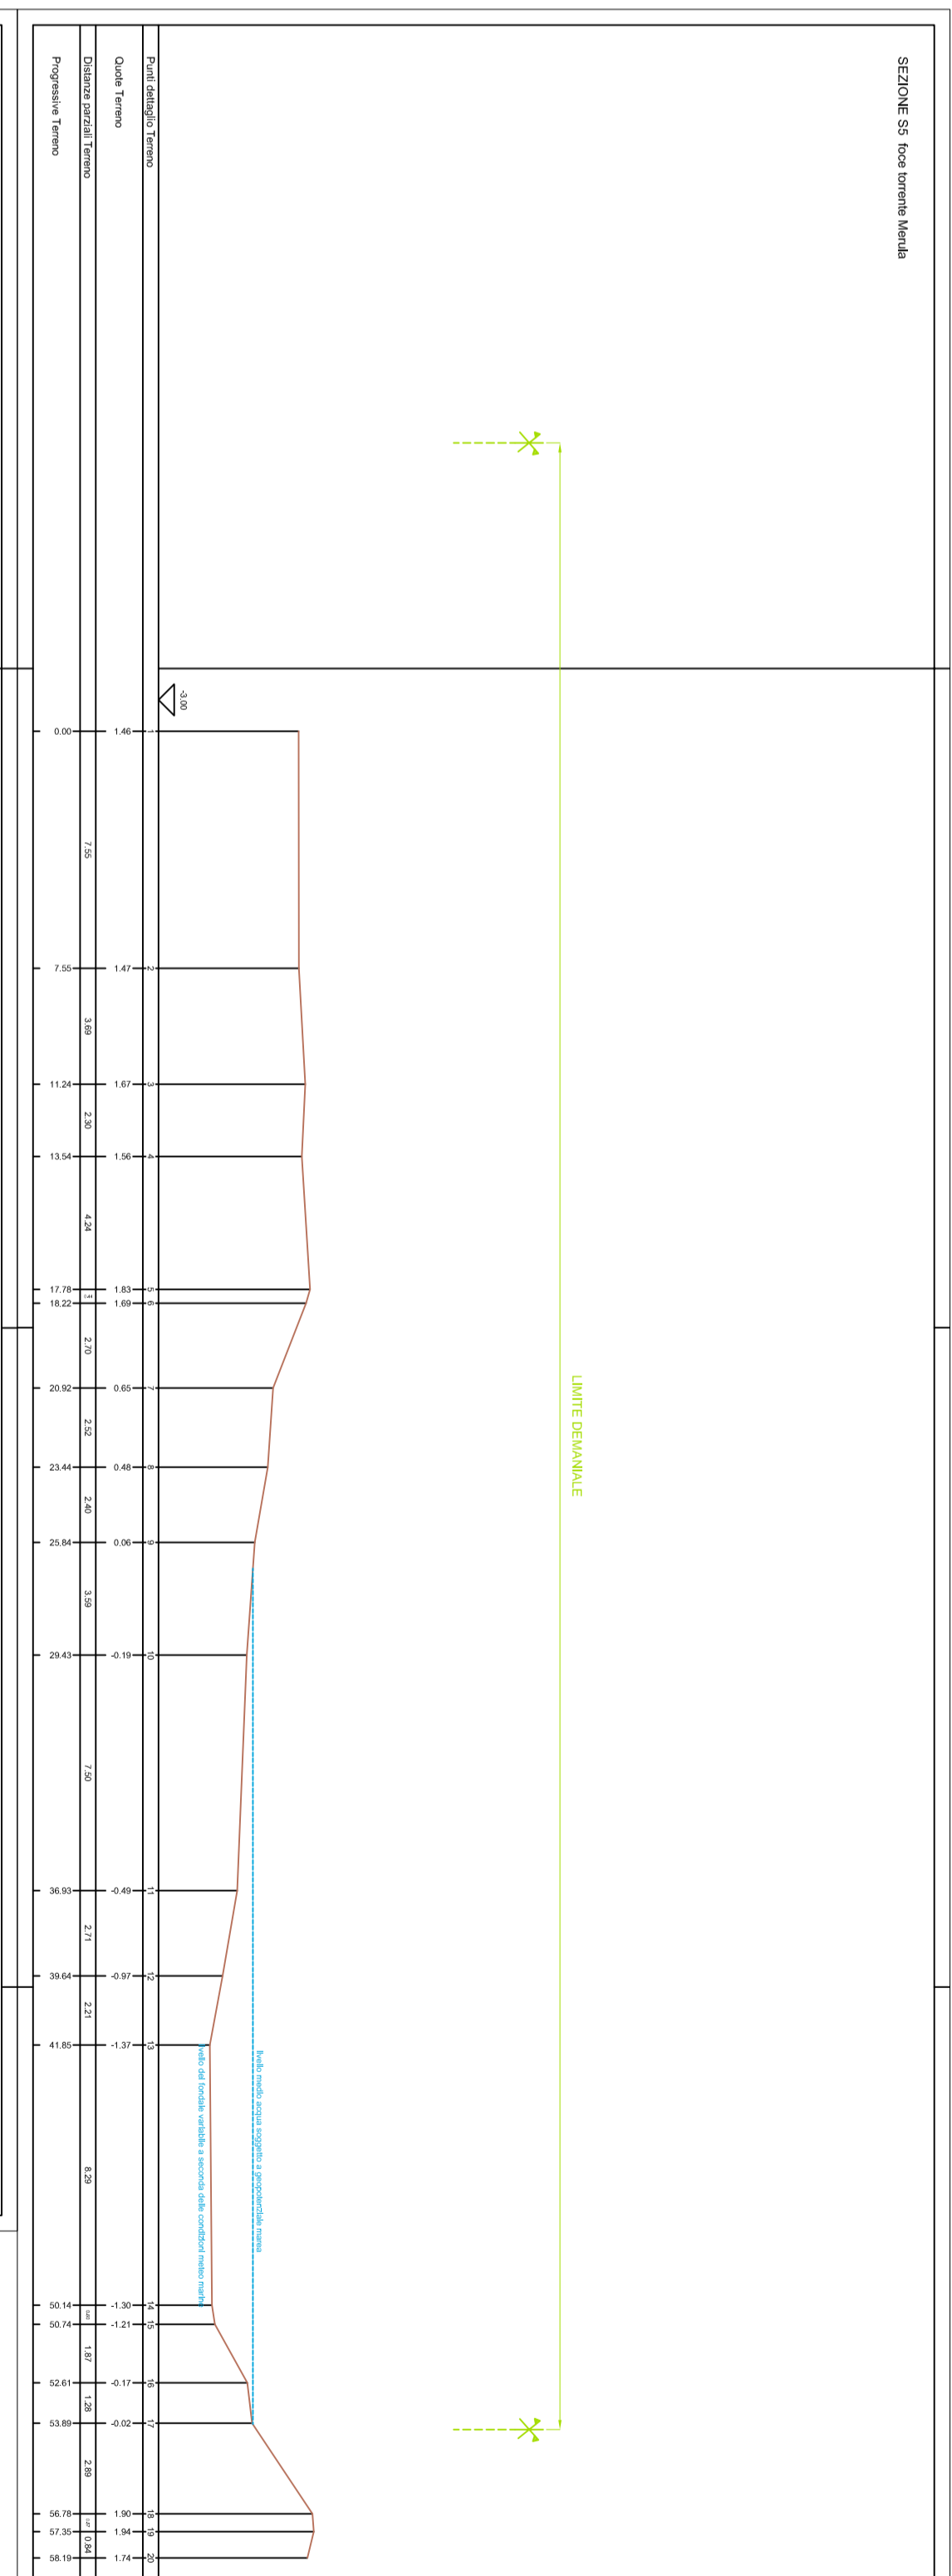 SEZIONE S5 foce torrente Merula
LIMITE DEMANIALE
livello medio acqua soggetto a geopotenziale marea
livello del fondale variabile a seconda delle condizioni meteo marine
-3.00
Punti dettaglio Terreno 1 2 3 4 5 6 7 8 9 10 11 12 13 14 15 16 17 18 19 20
Quote Terreno 1.46 1.47 1.67 1.56 1.83 1.69 0.65 0.48 0.06 -0.19 -0.49 -0.97 -1.37 -1.30 -1.21 -0.17 -0.02 1.90 1.94 1.74
Distanze parziali Terreno 7.55 3.69 2.30 4.24 2.70 2.52 2.40 3.59 7.50 2.71 2.21 8.29 0.60 1.87 1.28 2.89 0.84
Progressive Terreno 0.00 7.55 11.24 13.54 17.78 18.22 20.92 23.44 25.84 29.43 36.93 39.64 41.85 50.14 50.74 52.61 53.89 56.78 57.35 58.19